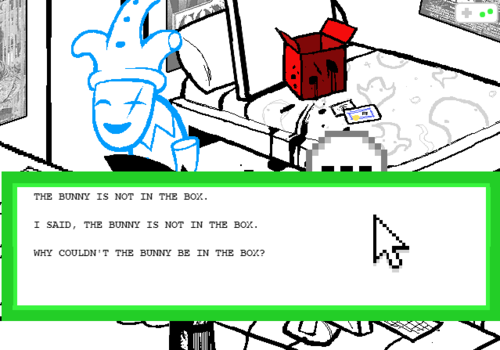 THE BUNNY IS NOT IN THE BOX.
I SAID, THE BUNNY IS NOT IN THE BOX.
WHY COULDN'T THE BUNNY BE IN THE BOX?